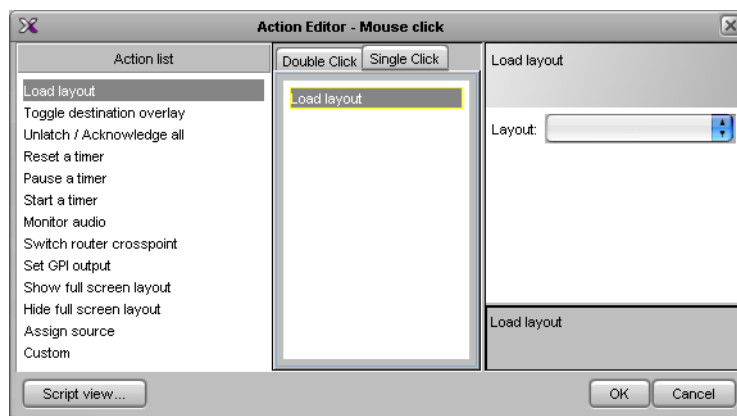 Action Editor - Mouse click
Action list
Load layout
Toggle destination overlay
Unlatch / Acknowledge all
Reset a timer
Pause a timer
Start a timer
Monitor audio
Switch router crosspoint
Set GPI output
Show full screen layout
Hide full screen layout
Assign source
Custom
Double Click Single Click
Load layout
Load layout
Layout:
Load layout
Script view...
OK Cancel